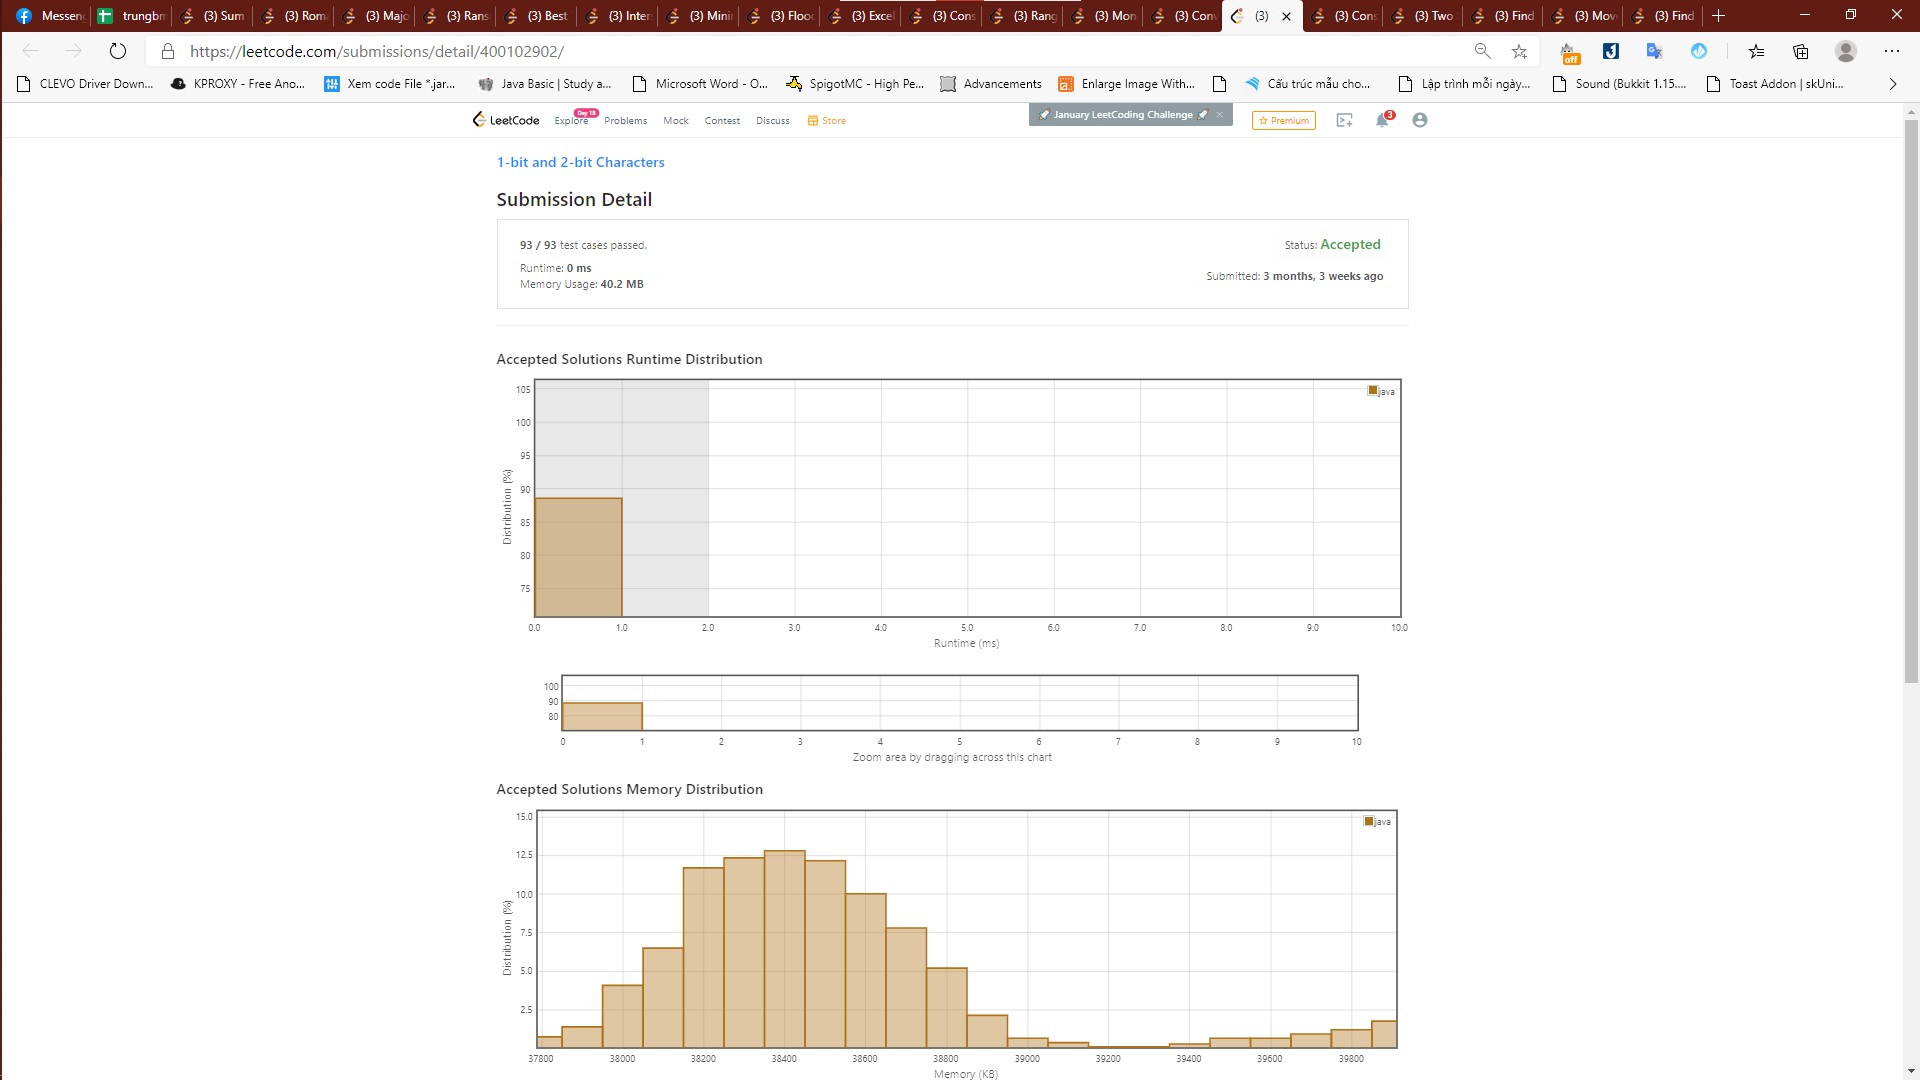 Messen
trungbr
(3) Sum
(3) Rom
(3) Majo
(3) Rans
(3) Best
(3) Inter
(3) Mini
(3) Floo
(3) Excel
(3) Cons
(3) Rang
(3) Mon
(3) Con
(3)
(3) Cons
(3) Two
(3) Find
(3) Mov
(3) Find
https://leetcode.com/submissions/detail/400102902/
off
CLEVO Driver Down...
KPROXY - Free Ano...
Xem code File *.jar...
Java Basic | Study a...
Microsoft Word - O...
SpigotMC - High Pe...
Advancements
Enlarge Image With...
Cấu trúc mẫu cho...
Lập trình mỗi ngày...
Sound (Bukkit 1.15....
Toast Addon | skUni...
LeetCode
Explore
Day 18
Problems
Mock
Contest
Discuss
Store
January LeetCoding Challenge
Premium
3
1-bit and 2-bit Characters
Submission Detail
93 / 93 test cases passed.
Status: Accepted
Runtime: 0 ms
Submitted: 3 months, 3 weeks ago
Memory Usage: 40.2 MB
Accepted Solutions Runtime Distribution
java
105
100
95
90
85
80
75
Distribution (%)
0.0 1.0 2.0 3.0 4.0 5.0 6.0 7.0 8.0 9.0 10.0
Runtime (ms)
100
90
80
0 1 2 3 4 5 6 7 8 9 10
Zoom area by dragging across this chart
Accepted Solutions Memory Distribution
java
15.0
12.5
10.0
7.5
5.0
2.5
Distribution (%)
37800 38000 38200 38400 38600 38800 39000 39200 39400 39600 39800
Memory (KB)